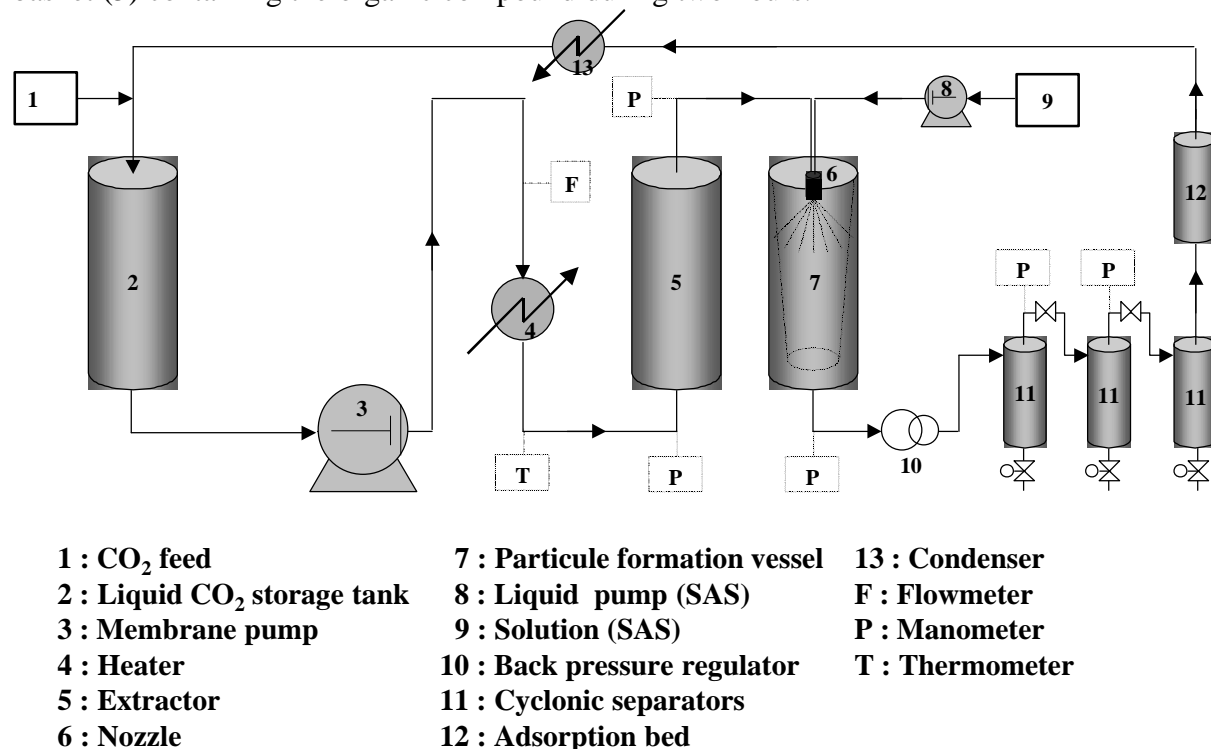 basket (5) containing the organic compound during two hours.
13
1
P
8
9
F
6
12
2
5
7
P
P
4
3
11
11
11
T
P
P
10
1 : CO₂ feed
2 : Liquid CO₂ storage tank
3 : Membrane pump
4 : Heater
5 : Extractor
6 : Nozzle
7 : Particule formation vessel
8 : Liquid pump (SAS)
9 : Solution (SAS)
10 : Back pressure regulator
11 : Cyclonic separators
12 : Adsorption bed
13 : Condenser
F : Flowmeter
P : Manometer
T : Thermometer